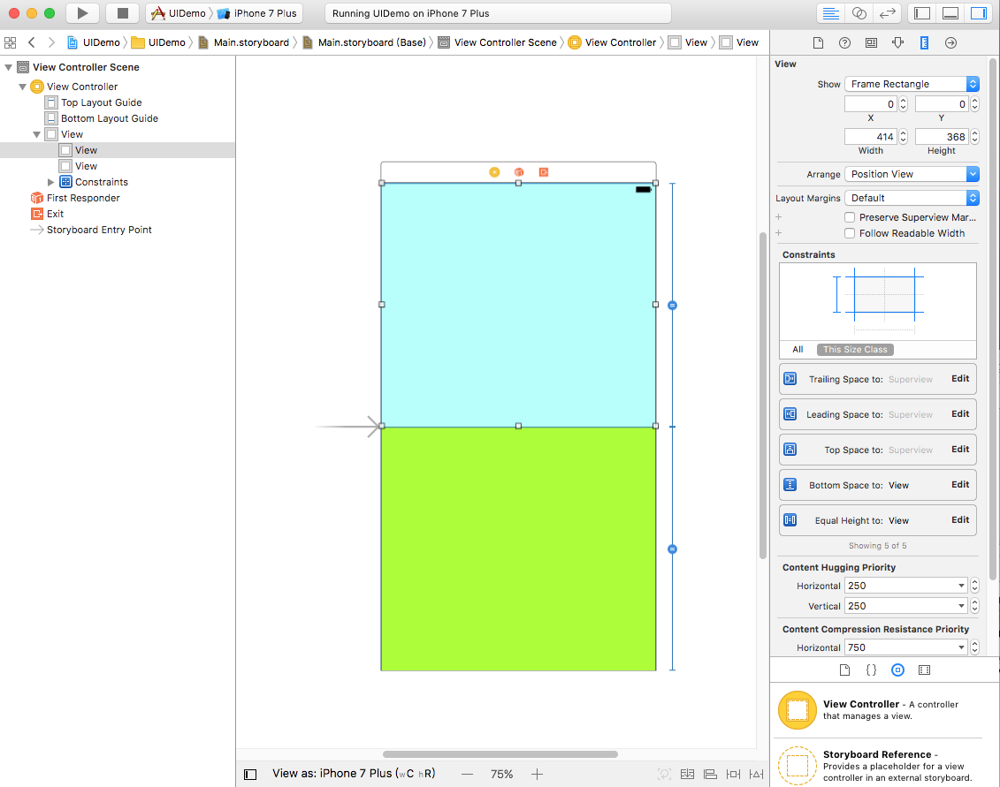 UIDemo iPhone 7 Plus Running UIDemo on iPhone 7 Plus
UIDemo UIDemo Main.storyboard Main.storyboard (Base) View Controller Scene View Controller View View
View Controller Scene
View Controller
Top Layout Guide
Bottom Layout Guide
View
View
View
Constraints
First Responder
Exit
Storyboard Entry Point
View as: iPhone 7 Plus (wC hR) — 75% +
View
Show Frame Rectangle
0 0
X Y
414 368
Width Height
Arrange Position View
Layout Margins Default
+ Preserve Superview Mar...
+ Follow Readable Width
Constraints
All This Size Class
Trailing Space to: Superview Edit
Leading Space to: Superview Edit
Top Space to: Superview Edit
Bottom Space to: View Edit
Equal Height to: View Edit
Showing 5 of 5
Content Hugging Priority
Horizontal 250
Vertical 250
Content Compression Resistance Priority
Horizontal 750
{ }
View Controller - A controller
that manages a view.
Storyboard Reference -
Provides a placeholder for a view
controller in an external storyboard.